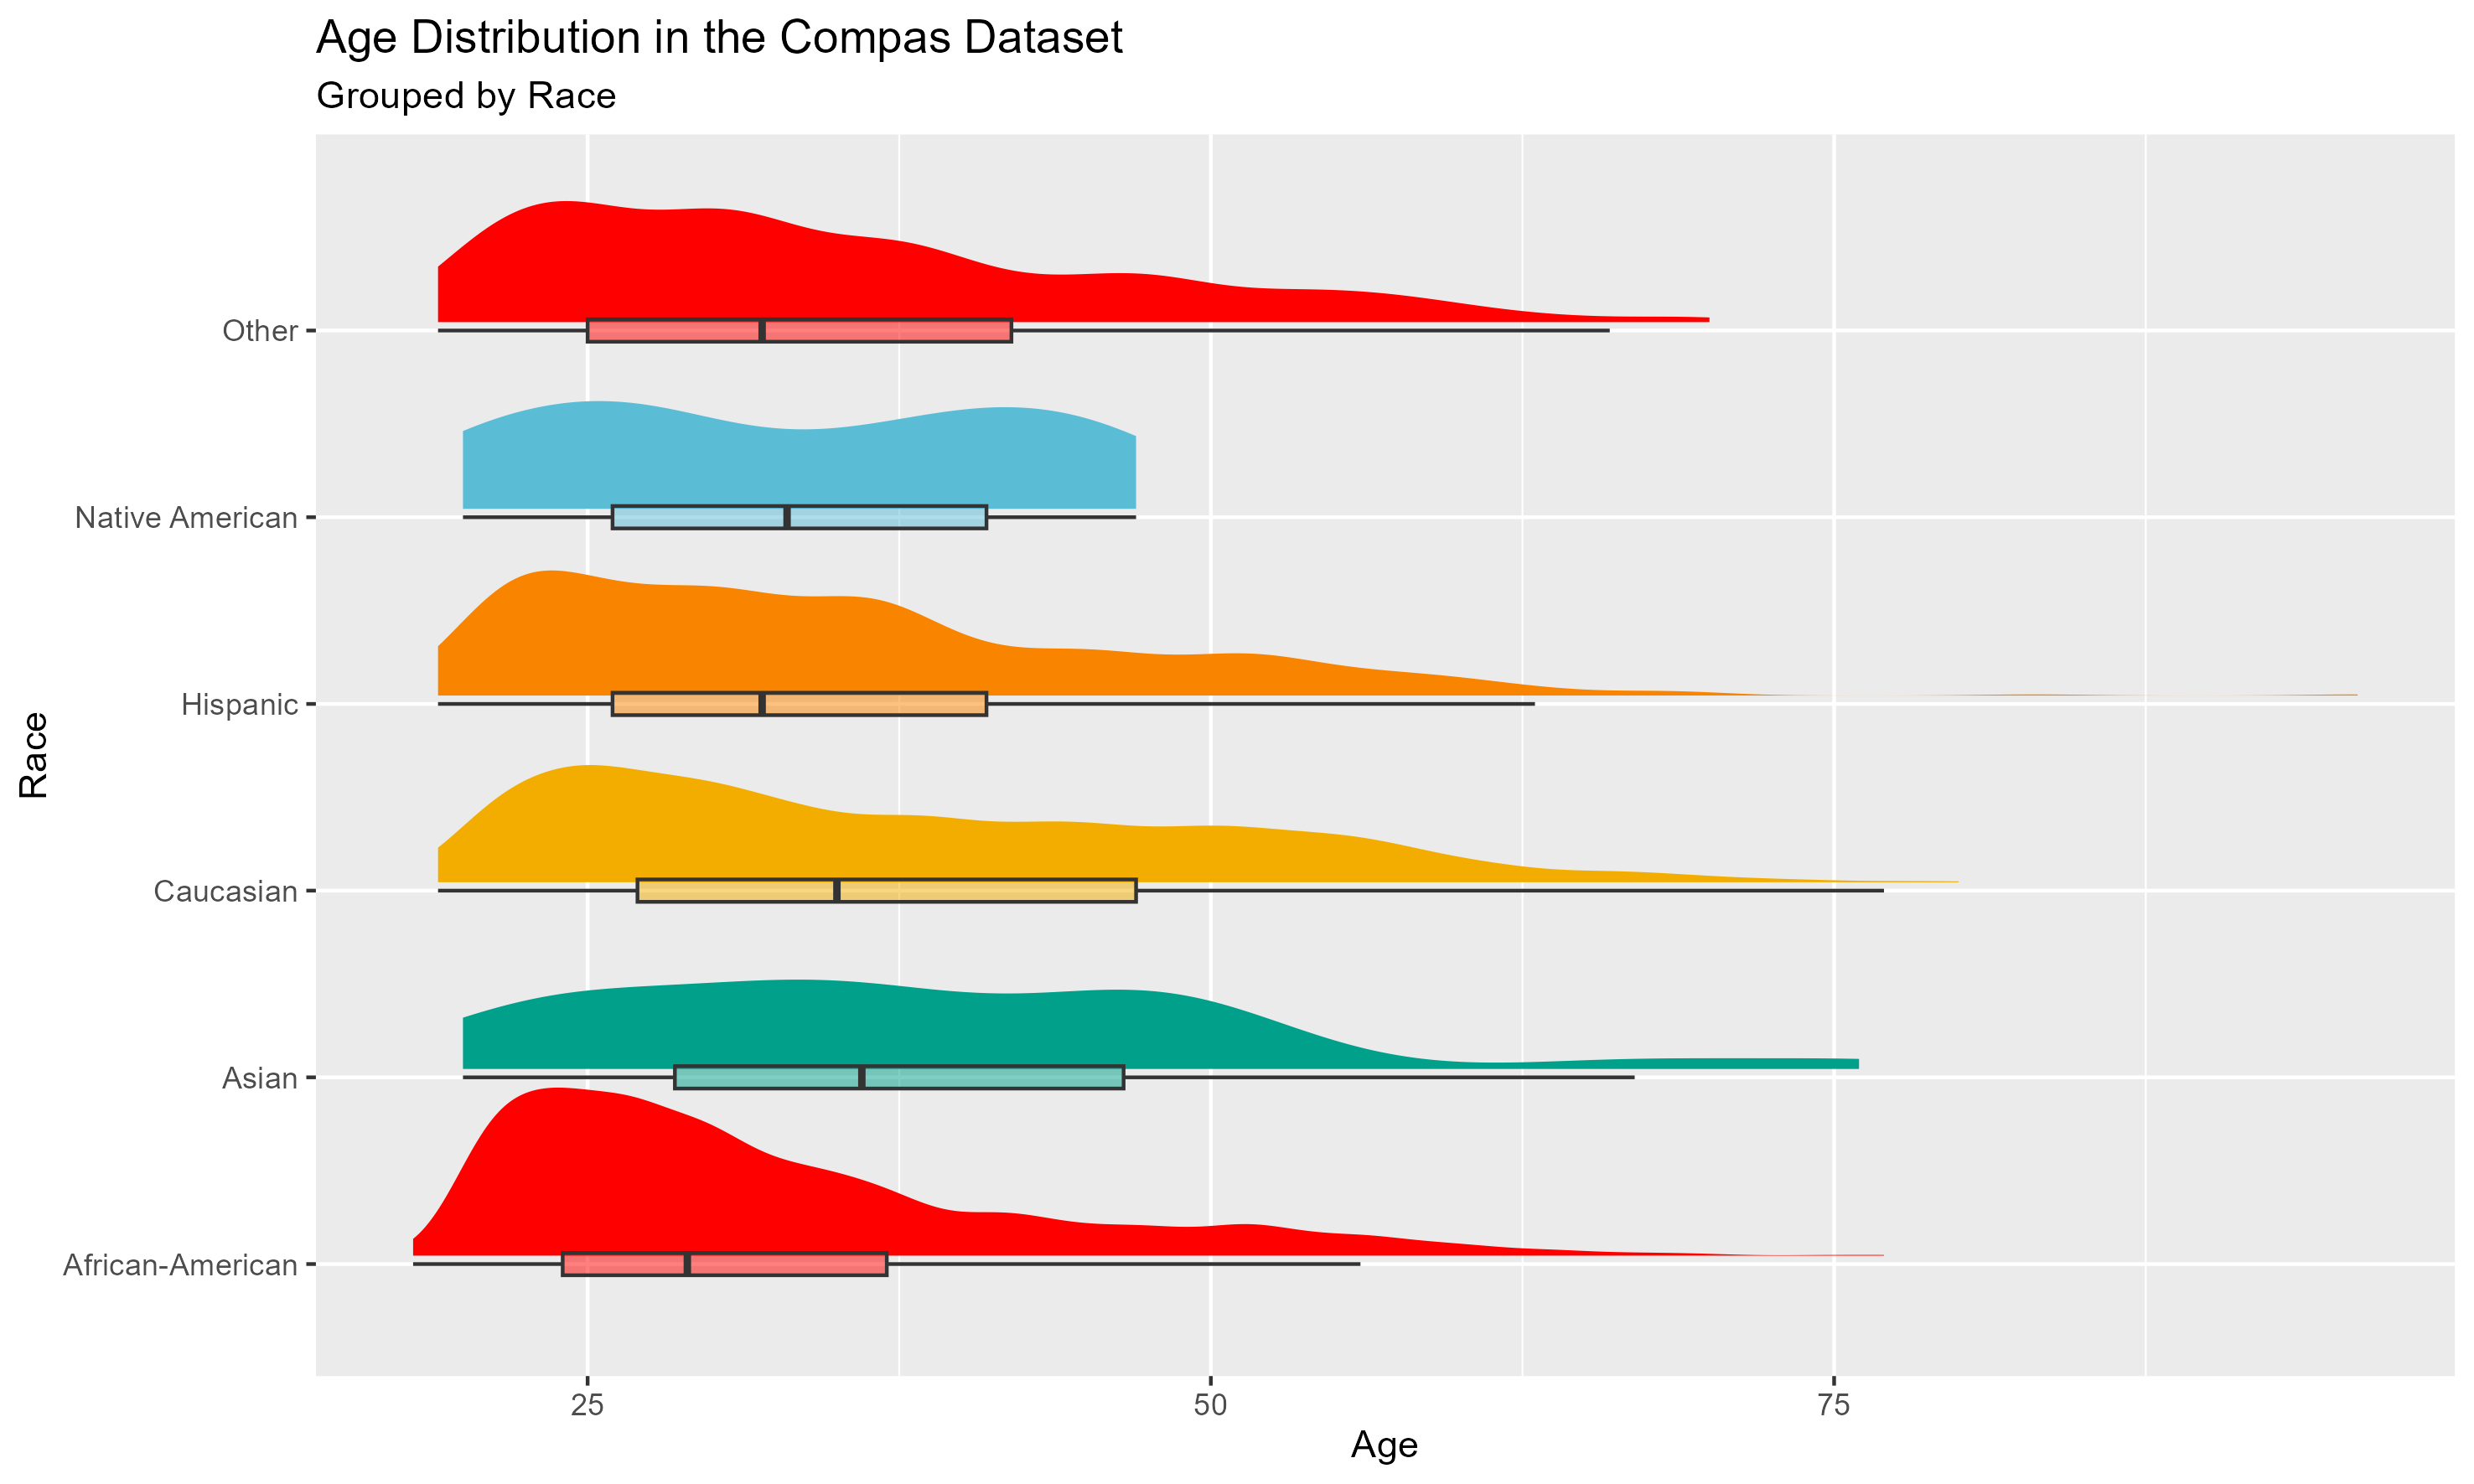 Age Distribution in the Compas Dataset
Grouped by Race
Race
Other
Native American
Hispanic
Caucasian
Asian
African-American
25 50 75
Age